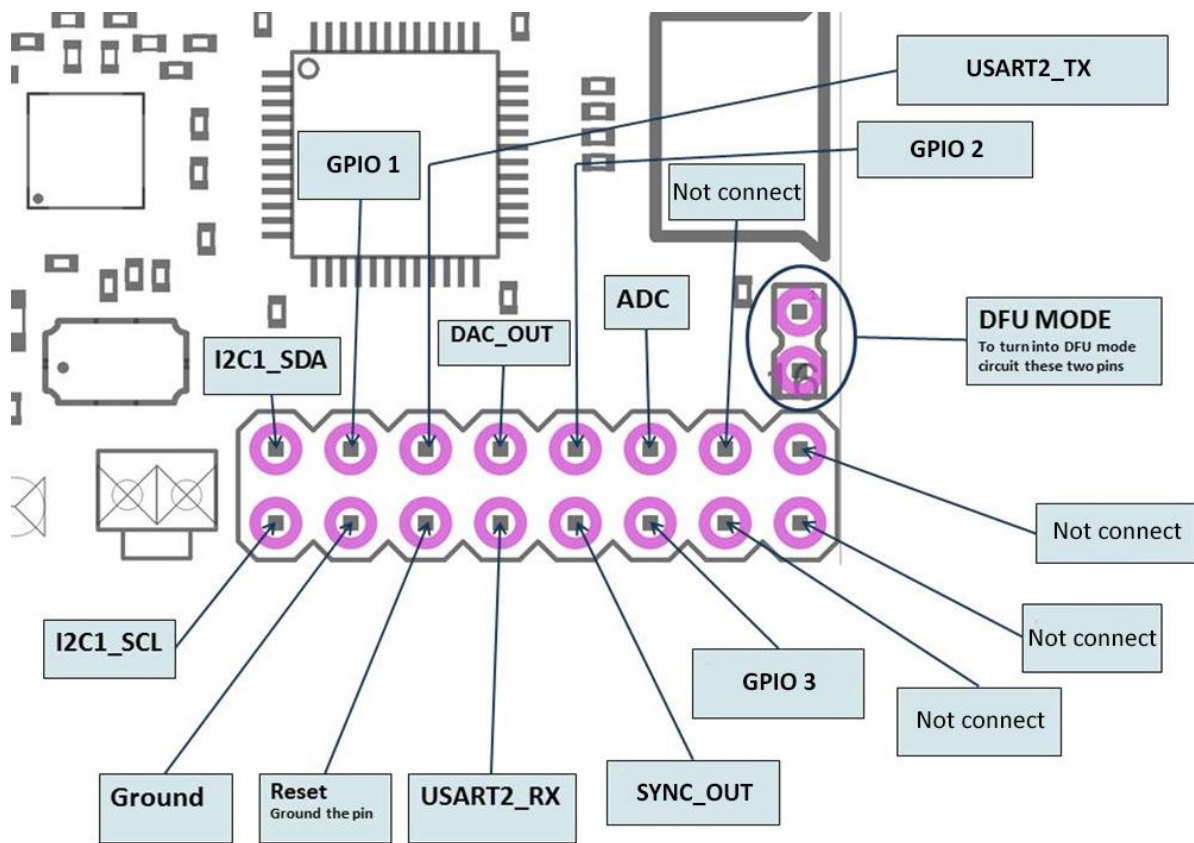 USART2_TX
GPIO 1
GPIO 2
Not connect
ADC
DAC_OUT
I2C1_SDA
DFU MODE
To turn into DFU mode
circuit these two pins
16
Not connect
I2C1_SCL
Not connect
GPIO 3
Not connect
Ground
Reset
Ground the pin
USART2_RX
SYNC_OUT